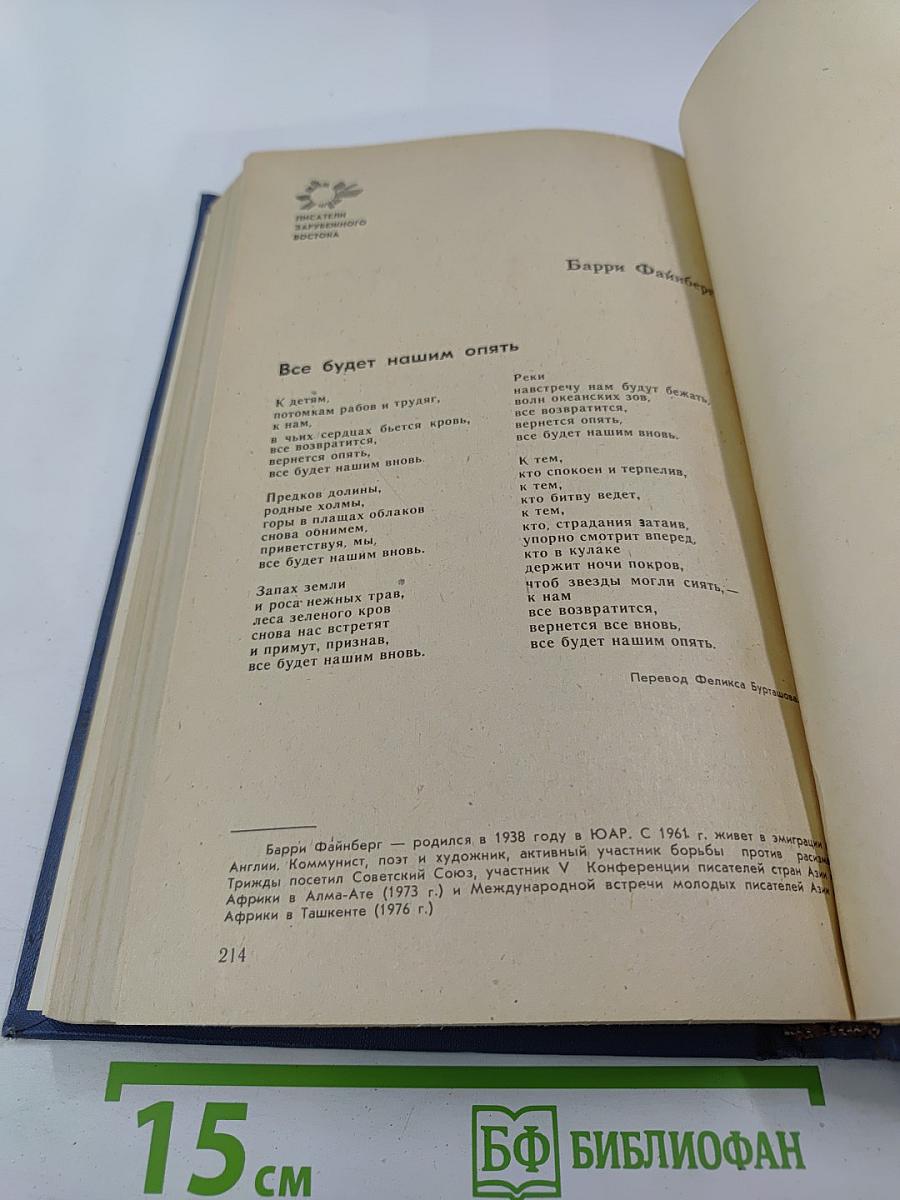 ПИСАТЕЛИ
ЗАРУБЕЖНОГО
ВОСТОКА
Барри Файнберг
Все будет нашим опять
К детям,
потомкам рабов и трудяг,
к нам,
в чьих сердцах бьется кровь,
все возвратится,
вернется опять,
все будет нашим вновь.
Предков долины,
родные холмы,
горы в плащах облаков
снова обнимем,
приветствуя, мы,
все будет нашим вновь.
Запах земли
и роса нежных трав,
леса зеленого кров
снова нас встретят
и примут, признав,
все будет нашим вновь.
Реки
навстречу нам будут бежать,
волн океанских зов,
все возвратится,
вернется опять,
все будет нашим вновь.
К тем,
кто спокоен и терпелив,
к тем,
кто битву ведет,
к тем,
кто, страдания затаив,
упорно смотрит вперед,
кто в кулаке
держит ночи покров,
чтоб звезды могли сиять,—
к нам
все возвратится,
вернется все вновь,
все будет нашим опять.
Перевод Феликса Бурташова
Барри Файнберг — родился в 1938 году в ЮАР. С 1961 г. живет в эмиграции
Англии. Коммунист, поэт и художник, активный участник борьбы против расизма
Трижды посетил Советский Союз, участник V Конференции писателей стран Азии
Африки в Алма-Ате (1973 г.) и Международной встречи молодых писателей Азии
Африки в Ташкенте (1976 г.)
214
15 см
БФ БИБЛИОФАН